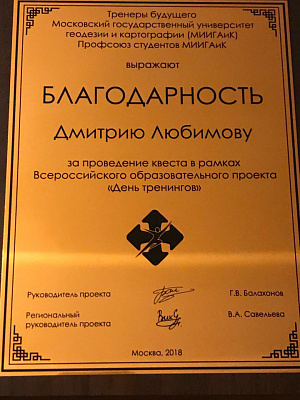 Тренеры будущего
Московский государственный университет
геодезии и картографии (МИИГАиК)
Профсоюз студентов МИИГАиК
выражают
БЛАГОДАРНОСТЬ
Дмитрию Любимову
за проведение квеста в рамках
Всероссийского образовательного проекта
«День тренингов»
Руководитель проекта Г.В. Балахонов
Региональный
руководитель проекта В.А. Савельева
Москва, 2018